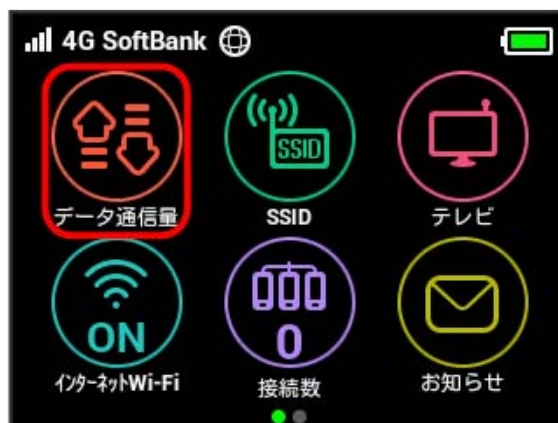 4G SoftBank
SSID
データ通信量
SSID
テレビ
ON
0
インターネットWi-Fi
接続数
お知らせ